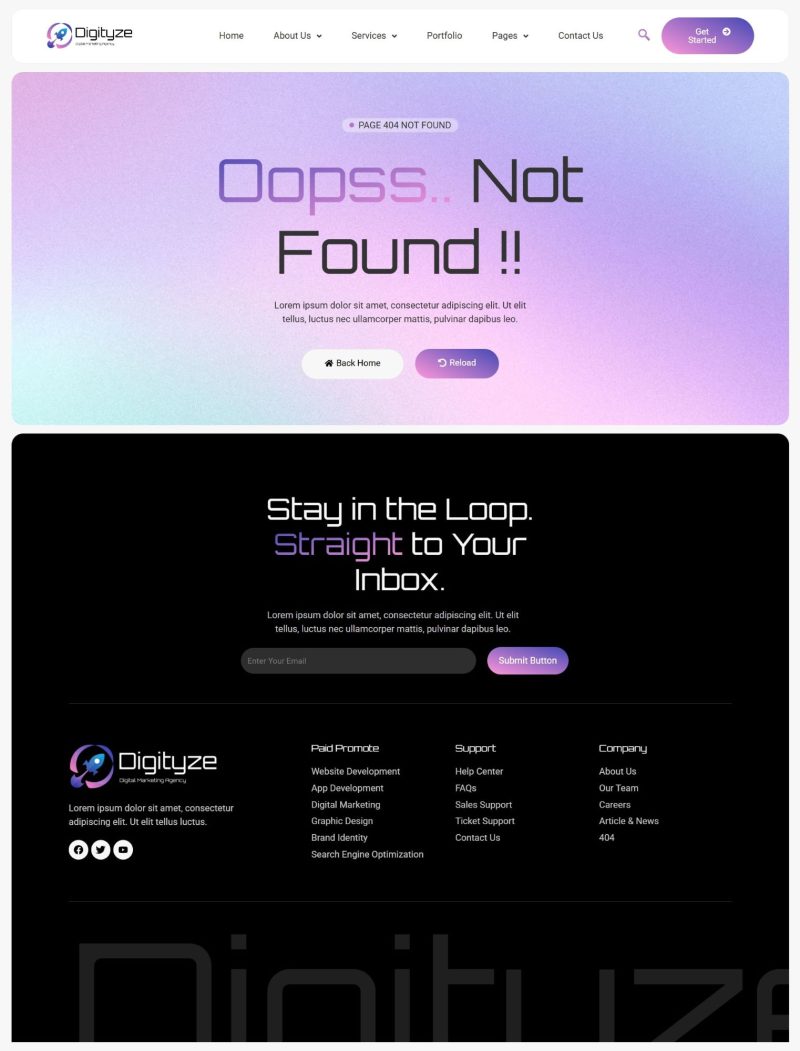 Digityze
Digital Marketing Agency
Home
About Us
Services
Portfolio
Pages
Contact Us
Get
Started
PAGE 404 NOT FOUND
Oopss.. Not
Found !!
Lorem ipsum dolor sit amet, consectetur adipiscing elit. Ut elit
tellus, luctus nec ullamcorper mattis, pulvinar dapibus leo.
Back Home
Reload
Stay in the Loop.
Straight to Your
Inbox.
Lorem ipsum dolor sit amet, consectetur adipiscing elit. Ut elit
tellus, luctus nec ullamcorper mattis, pulvinar dapibus leo.
Enter Your Email
Submit Button
Digityze
Digital Marketing Agency
Lorem ipsum dolor sit amet, consectetur
adipiscing elit. Ut elit tellus luctus.
Paid Promote
Website Development
App Development
Digital Marketing
Graphic Design
Brand Identity
Search Engine Optimization
Support
Help Center
FAQs
Sales Support
Ticket Support
Contact Us
Company
About Us
Our Team
Careers
Article & News
404
Digityze